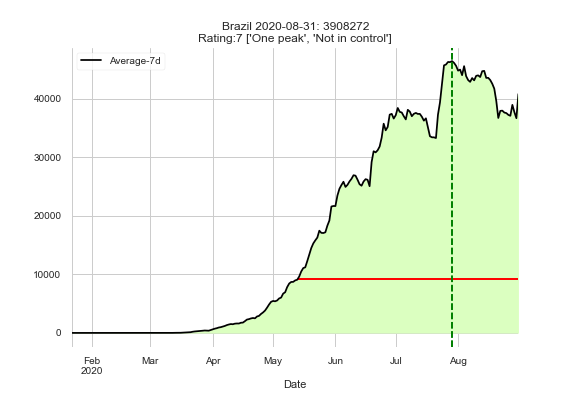 Brazil 2020-08-31: 3908272
Rating:7 ['One peak', 'Not in control']
Average-7d
40000
30000
20000
10000
0
Feb
2020
Mar
Apr
May
Jun
Jul
Aug
Date